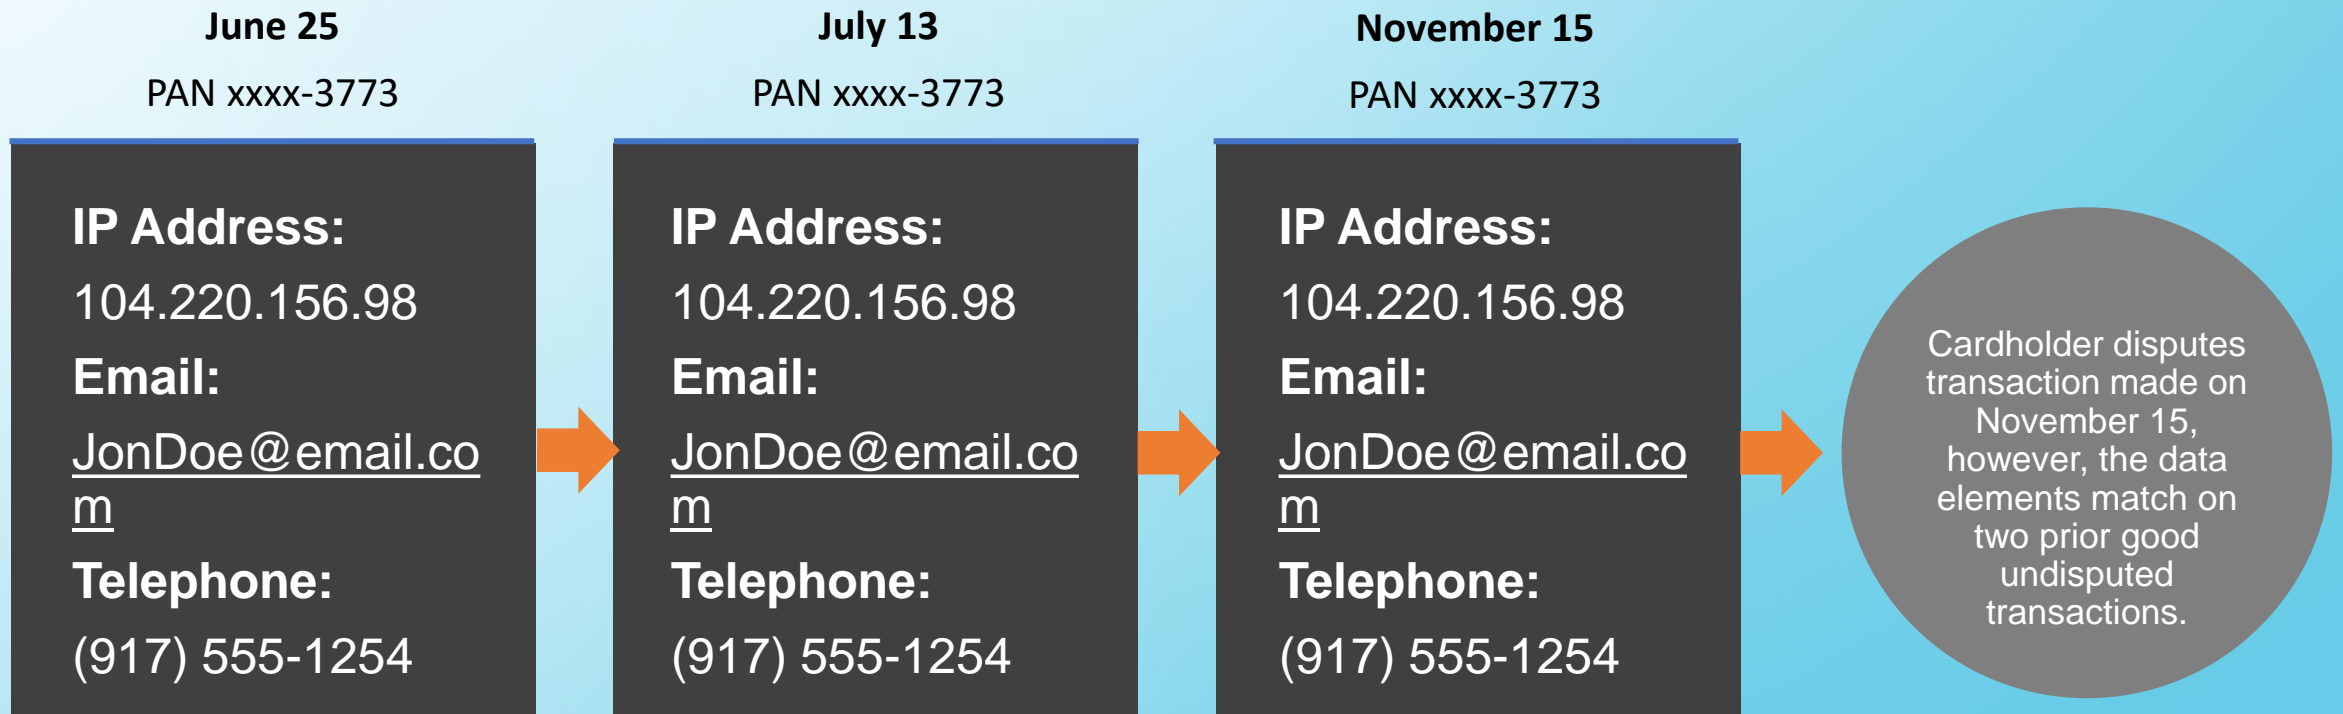 June 25
PAN xxxx-3773
IP Address:
104.220.156.98
Email:
JonDoe@email.co
m
Telephone:
(917) 555-1254
July 13
PAN xxxx-3773
IP Address:
104.220.156.98
Email:
JonDoe@email.co
m
Telephone:
(917) 555-1254
November 15
PAN xxxx-3773
IP Address:
104.220.156.98
Email:
JonDoe@email.co
m
Telephone:
(917) 555-1254
Cardholder disputes
transaction made on
November 15,
however, the data
elements match on
two prior good
undisputed
transactions.